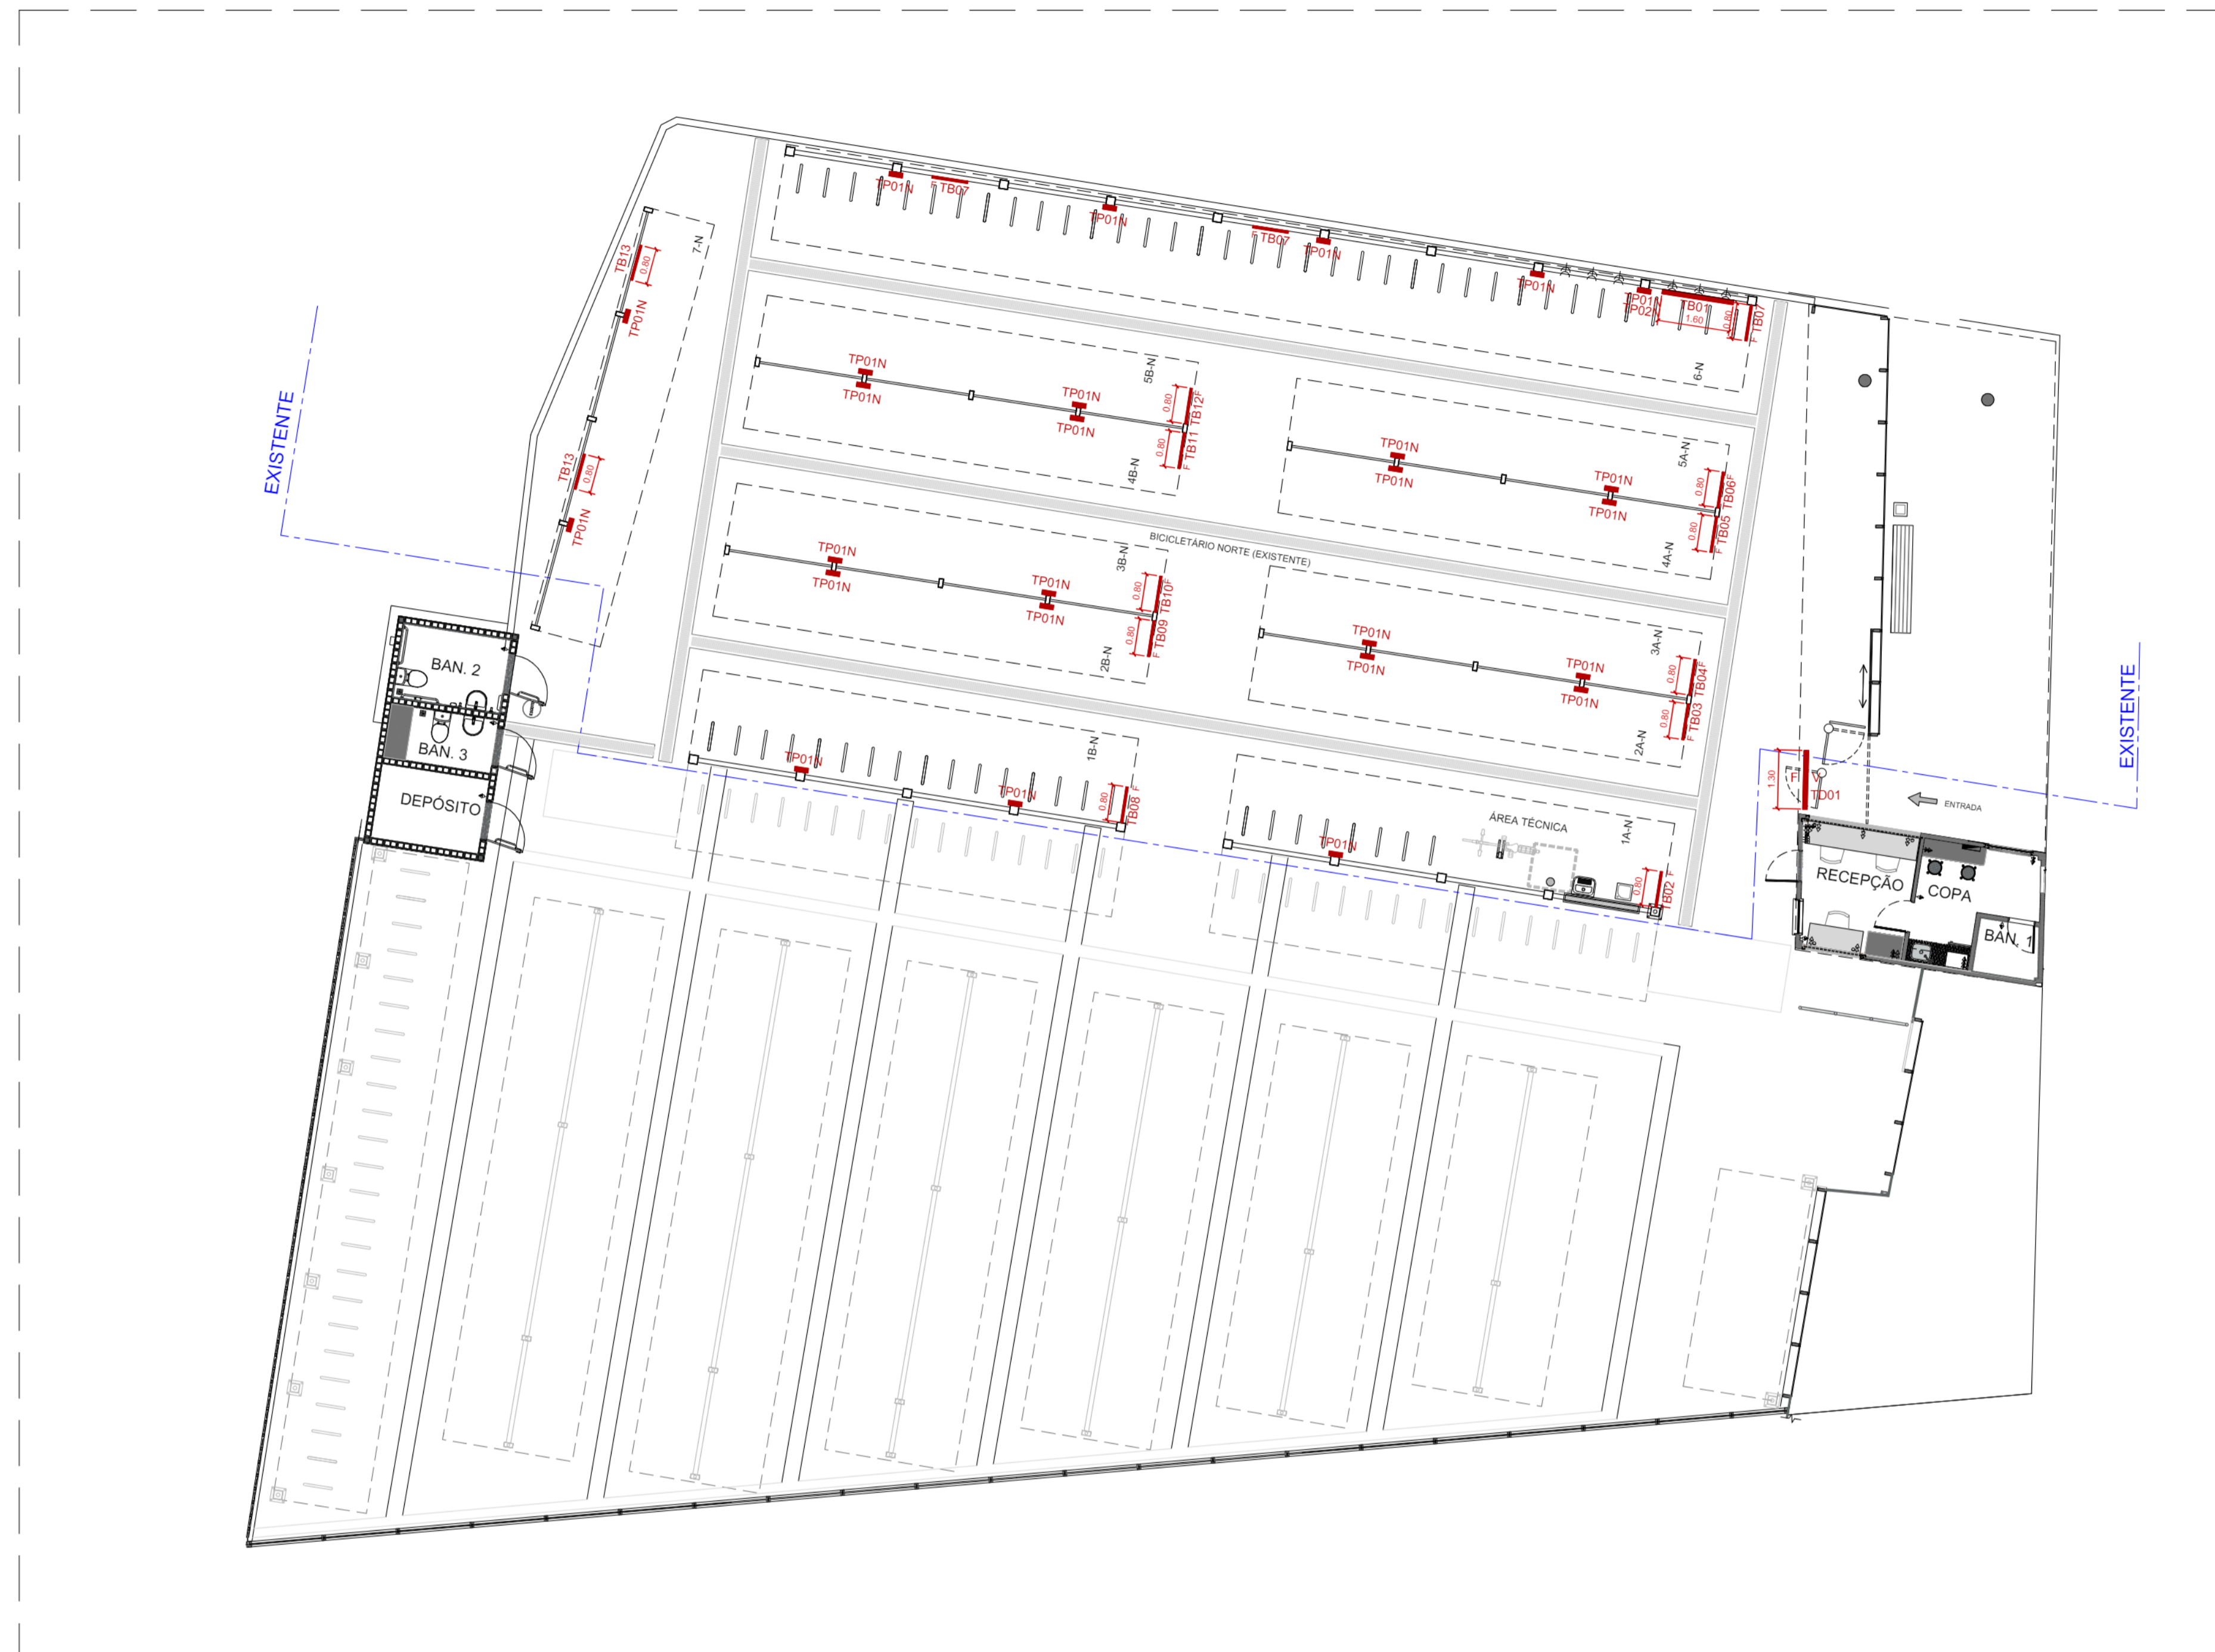 TP01N
F TB07
TP01N
F TB07
TP01N
TP01N
TP01N
TP02N
TB01
1.60
0.80
F TB07
6-N
7-N
TB13
0.80
TP01N
TB13
0.80
TP01N
EXISTENTE
5B-N
TP01N
TP01N
TP01N
TP01N
0.80
0.80
F TB11 TB12 F
4B-N
5A-N
TP01N
TP01N
TP01N
TP01N
0.80
0.80
F TB05 TB06 F
4A-N
BICICLETÁRIO NORTE (EXISTENTE)
3B-N
TP01N
TP01N
TP01N
TP01N
0.80
0.80
F TB09 TB10 F
2B-N
3A-N
TP01N
TP01N
TP01N
TP01N
0.80
0.80
F TB03 TB04 F
2A-N
BAN. 2
BAN. 3
DEPÓSITO
1B-N
TP01N
TP01N
0.80
TB08 F
ÁREA TÉCNICA
1A-N
TP01N
0.80
TB02 F
EXISTENTE
1.30
F V
TD01
ENTRADA
RECEPÇÃO
COPA
BAN. 1